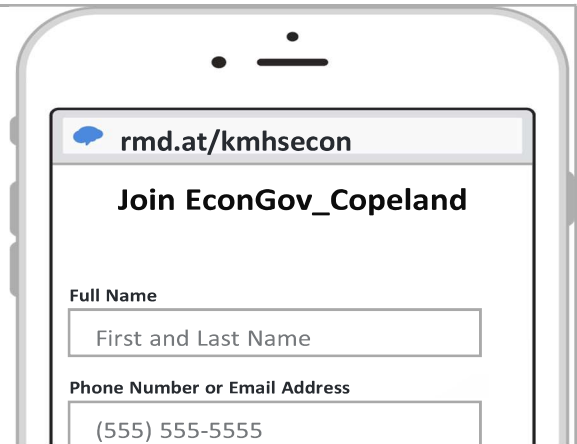 rmd.at/kmhsecon
Join EconGov_Copeland
Full Name
First and Last Name
Phone Number or Email Address
(555) 555-5555